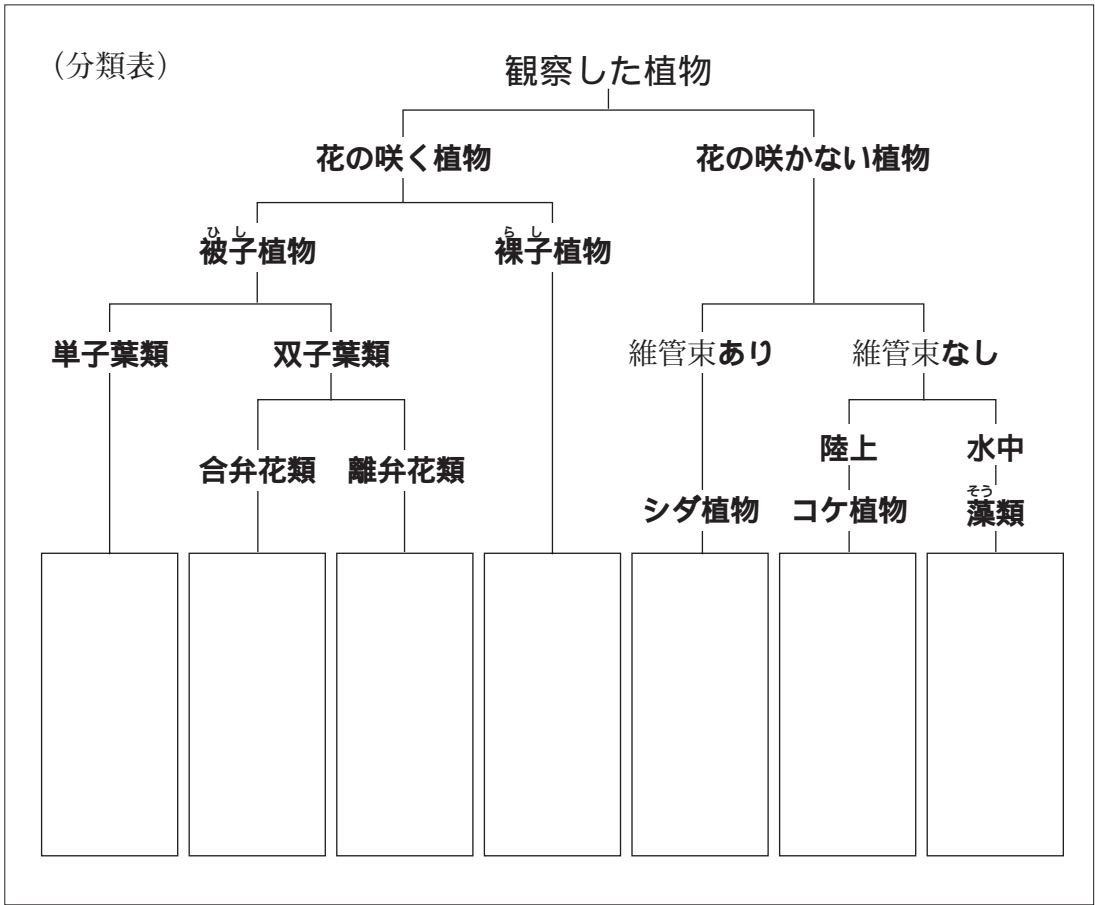 （分類表）
観察した植物
花の咲く植物
花の咲かない植物
ひし
被子植物
らし
裸子植物
単子葉類
双子葉類
維管束あり
維管束なし
合弁花類
離弁花類
陸上
水中
シダ植物
コケ植物
そう
藻類